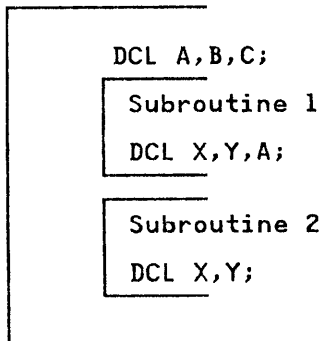 DCL A,B,C;
Subroutine 1
DCL X,Y,A;
Subroutine 2
DCL X,Y;